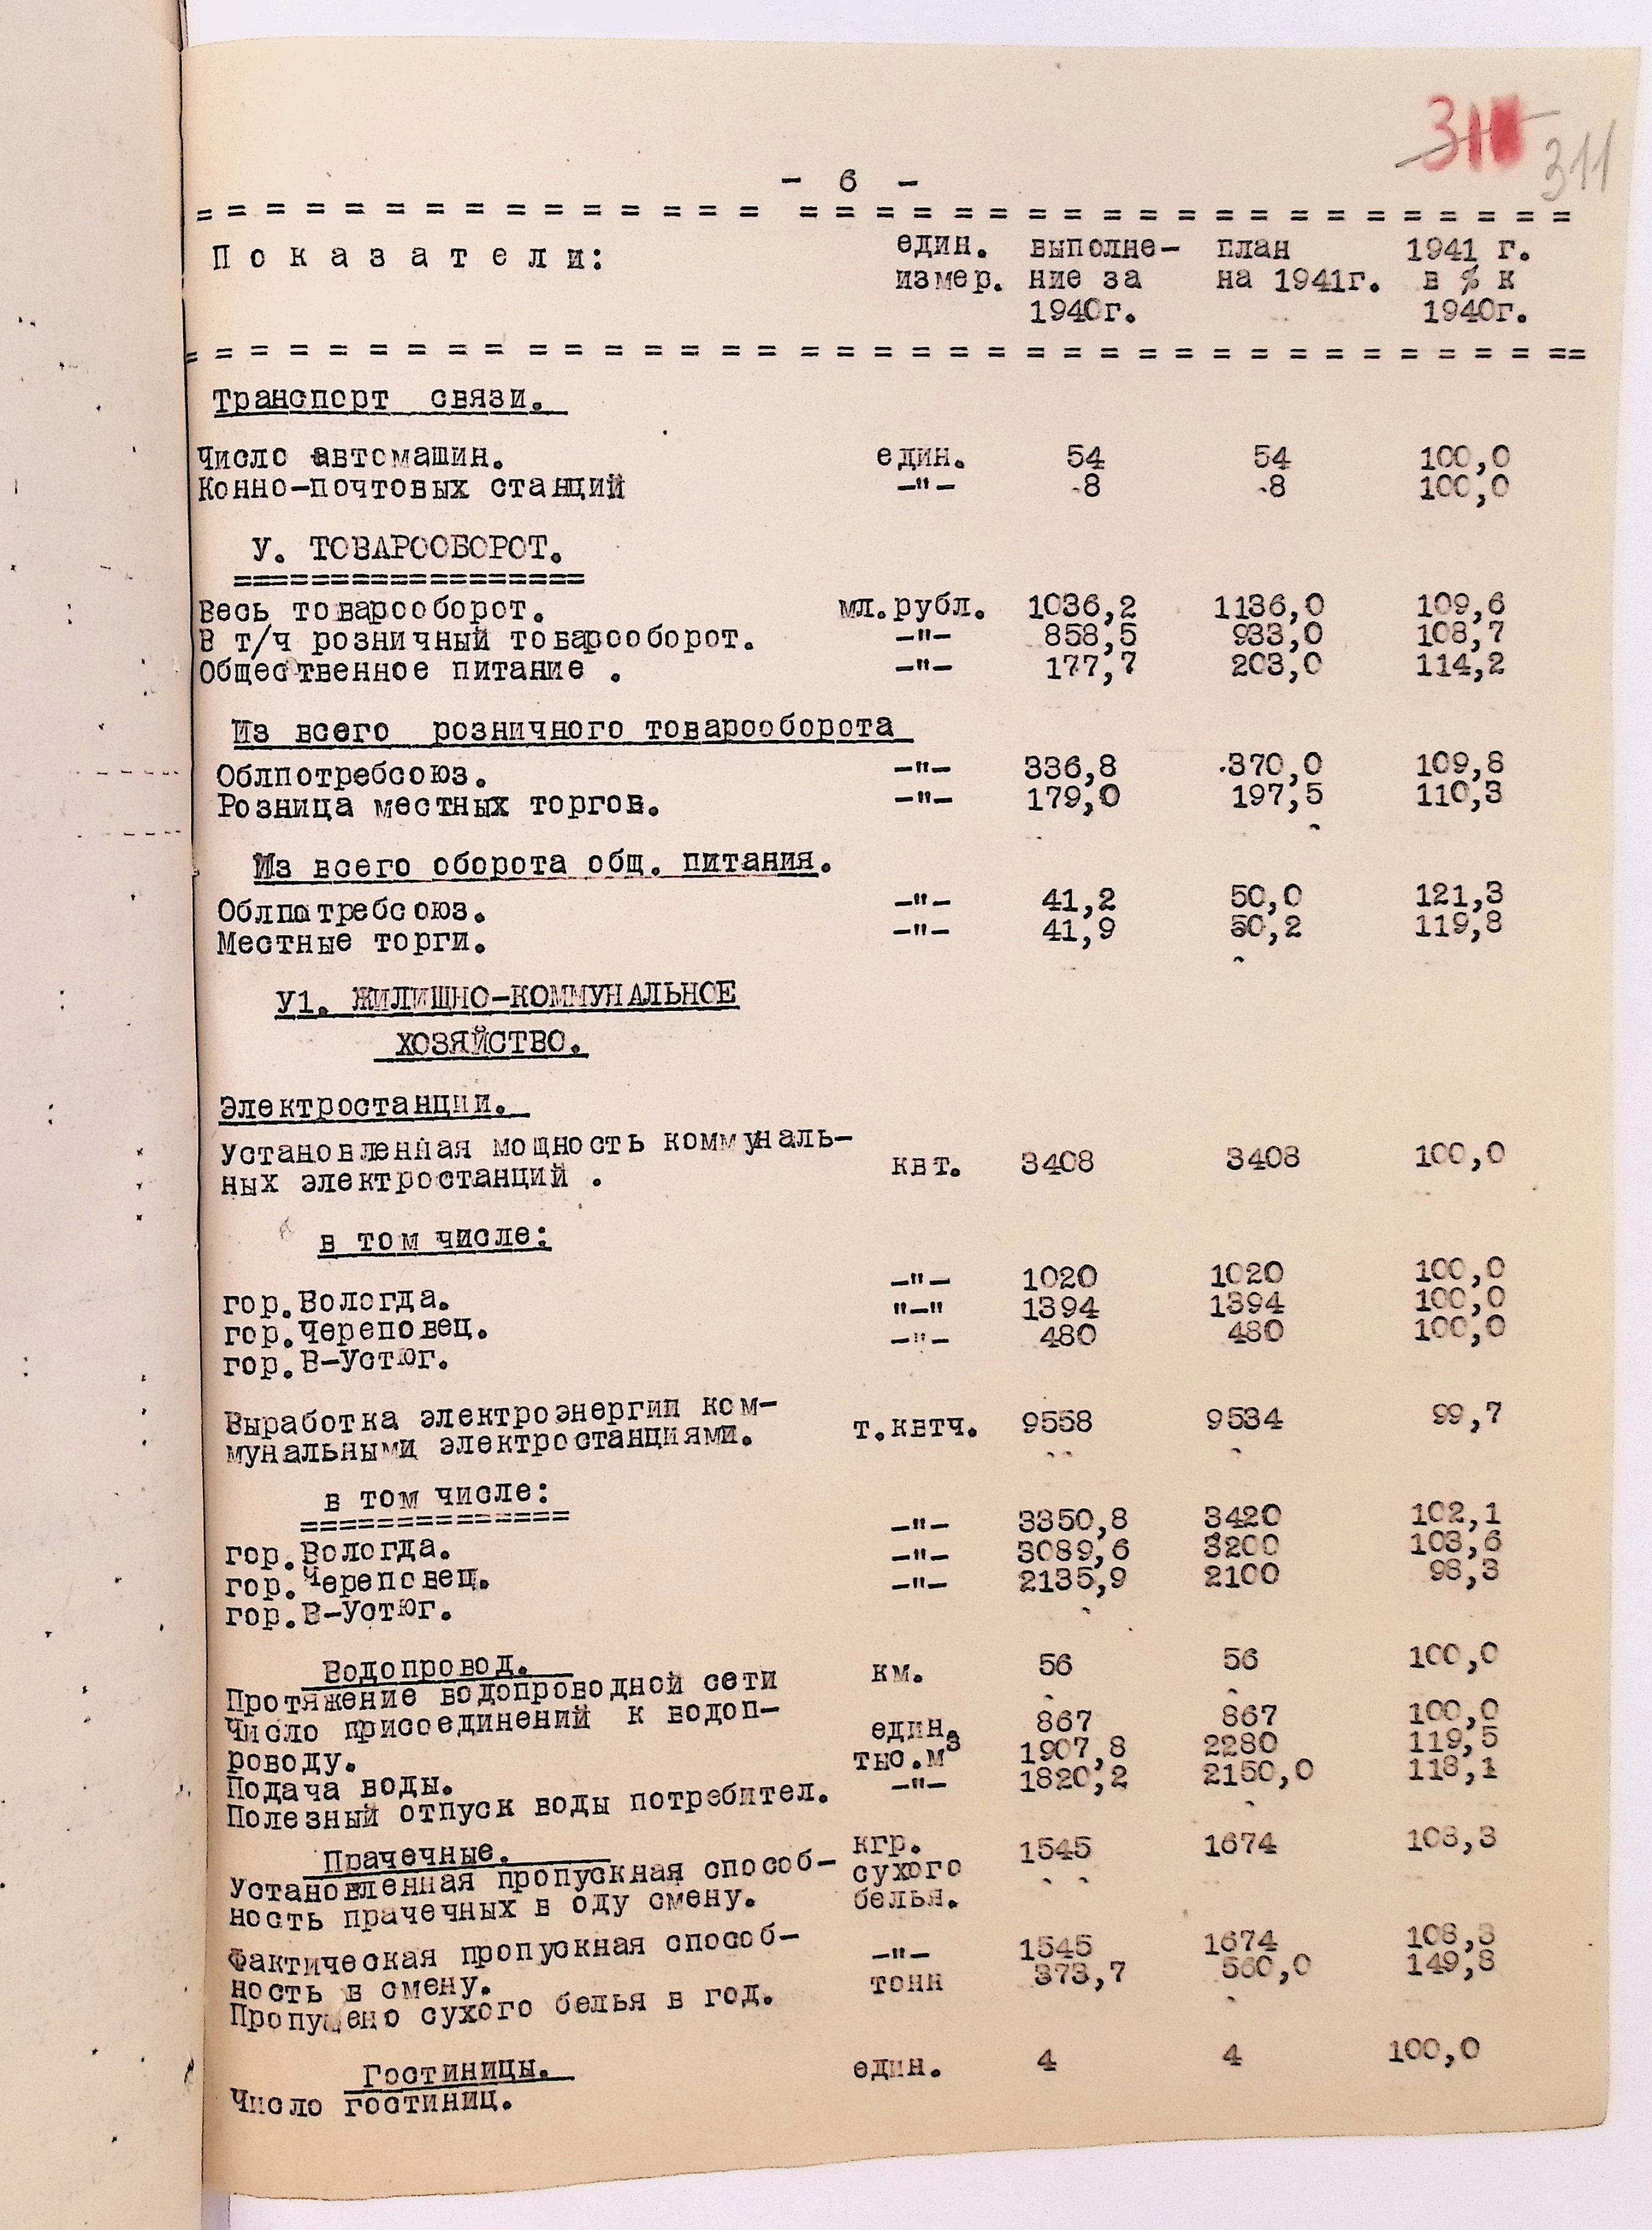 311
311
- 6 -
Показатели: един. выполне- план 1941 г.
измер. ние за на 1941г. в % к
1940г. 1940г.
Транспорт связи.
Число автомашин. един. 54 54 100,0
Конно-почтовых станций -"- 8 8 100,0
У. ТОВАРООБОРОТ.
Весь товарооборот. мл.рубл. 1036,2 1136,0 109,6
В т/ч розничный товарооборот. -"- 858,5 933,0 108,7
Общественное питание . -"- 177,7 203,0 114,2
Из всего розничного товарооборота
Облпотребсоюз. -"- 336,8 370,0 109,8
Розница местных торгов. -"- 179,0 197,5 110,3
Из всего оборота общ. питания.
Облпотребсоюз. -"- 41,2 50,0 121,3
Местные торги. -"- 41,9 50,2 119,8
У1. ЖИЛИЩНО-КОММУНАЛЬНОЕ
ХОЗЯЙСТВО.
Электростанции.
Установленная мощность коммуналь-
ных электростанций . квт. 3408 3408 100,0
в том числе:
гор.Вологда. -"- 1020 1020 100,0
гор.Череповец. "-" 1394 1394 100,0
гор.В-Устюг. -"- 480 480 100,0
Выработка электроэнергии ком-
мунальными электростанциями. т.квтч. 9558 9534 99,7
в том числе:
гор.Вологда. -"- 3350,8 3420 102,1
гор.Череповец. -"- 3089,6 3200 103,6
гор.В-Устюг. -"- 2135,9 2100 98,3
Водопровод.
Протяжение водопроводной сети км. 56 56 100,0
Число присоединений к водоп-
роводу. един. 867 867 100,0
Подача воды. тыс.м3 1907,8 2280 119,5
Полезный отпуск воды потребител. -"- 1820,2 2150,0 118,1
Прачечные. кгр.
Установленная пропускная способ- сухого 1545 1674 108,3
ность прачечных в оду смену. белья.
Фактическая пропускная способ-
ность в смену. -"- 1545 1674 108,3
Пропущено сухого белья в год. тонн 373,7 560,0 149,8
Гостиницы.
Число гостиниц. един. 4 4 100,0